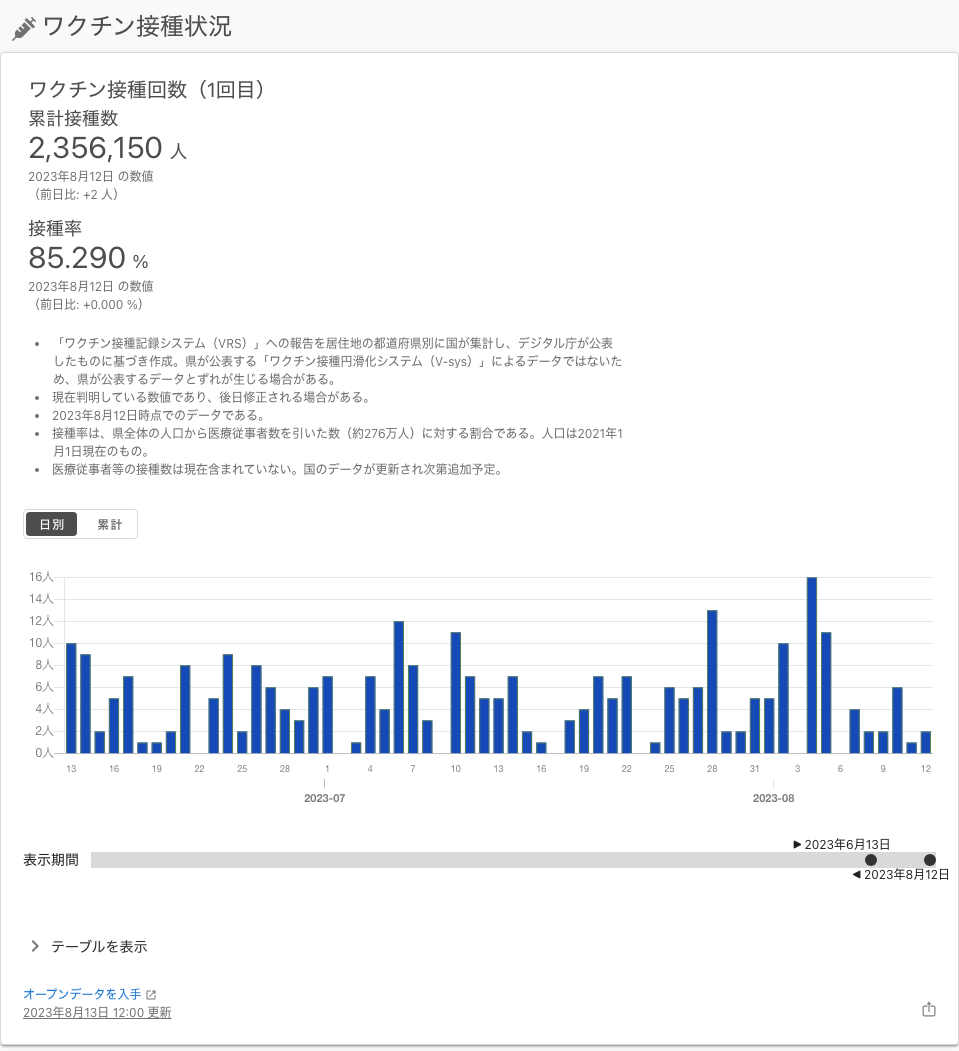 ワクチン接種状況
ワクチン接種回数（1回目）
累計接種数
2,356,150 人
2023年8月12日 の数値
（前日比: +2 人）
接種率
85.290 %
2023年8月12日 の数値
（前日比: +0.000 %）
• 「ワクチン接種記録システム（VRS）」への報告を居住地の都道府県別に国が集計し、デジタル庁が公表
したものに基づき作成。県が公表する「ワクチン接種円滑化システム（V-sys）」によるデータではないた
め、県が公表するデータとずれが生じる場合がある。
• 現在判明している数値であり、後日修正される場合がある。
• 2023年8月12日時点でのデータである。
• 接種率は、県全体の人口から医療従事者数を引いた数（約276万人）に対する割合である。人口は2021年1
月1日現在のもの。
• 医療従事者等の接種数は現在含まれていない。国のデータが更新され次第追加予定。
日別 累計
16人
14人
12人
10人
8人
6人
4人
2人
0人
13 16 19 22 25 28 1 4 7 10 13 16 19 22 25 28 31 3 6 9 12
2023-07 2023-08
▶ 2023年6月13日
表示期間
◀ 2023年8月12日
テーブルを表示
オープンデータを入手
2023年8月13日 12:00 更新